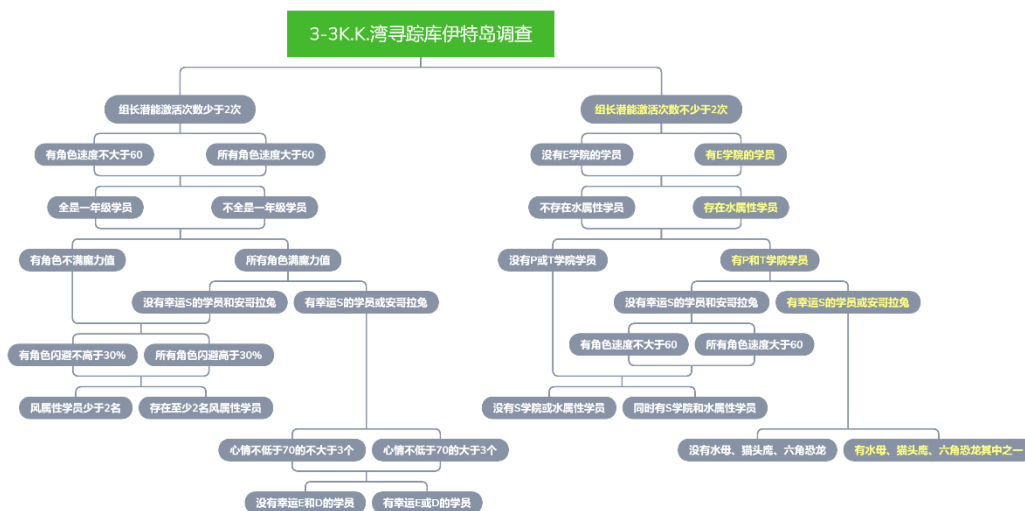 3-3K.K.湾寻踪库伊特岛调查
组长潜能激活次数少于2次
组长潜能激活次数不少于2次
有角色速度不大于60
所有角色速度大于60
没有E学院的学员
有E学院的学员
全是一年级学员
不全是一年级学员
不存在水属性学员
存在水属性学员
有角色不满魔力值
所有角色满魔力值
没有P或T学院学员
有P和T学院学员
没有幸运S的学员和安哥拉兔
有幸运S的学员或安哥拉兔
没有幸运S的学员和安哥拉兔
有幸运S的学员或安哥拉兔
有角色闪避不高于30%
所有角色闪避高于30%
有角色速度不大于60
所有角色速度大于60
风属性学员少于2名
存在至少2名风属性学员
没有S学院或水属性学员
同时有S学院和水属性学员
心情不低于70的不大于3个
心情不低于70的大于3个
没有水母、猫头鹰、六角恐龙
有水母、猫头鹰、六角恐龙其中之一
没有幸运E和D的学员
有幸运E或D的学员